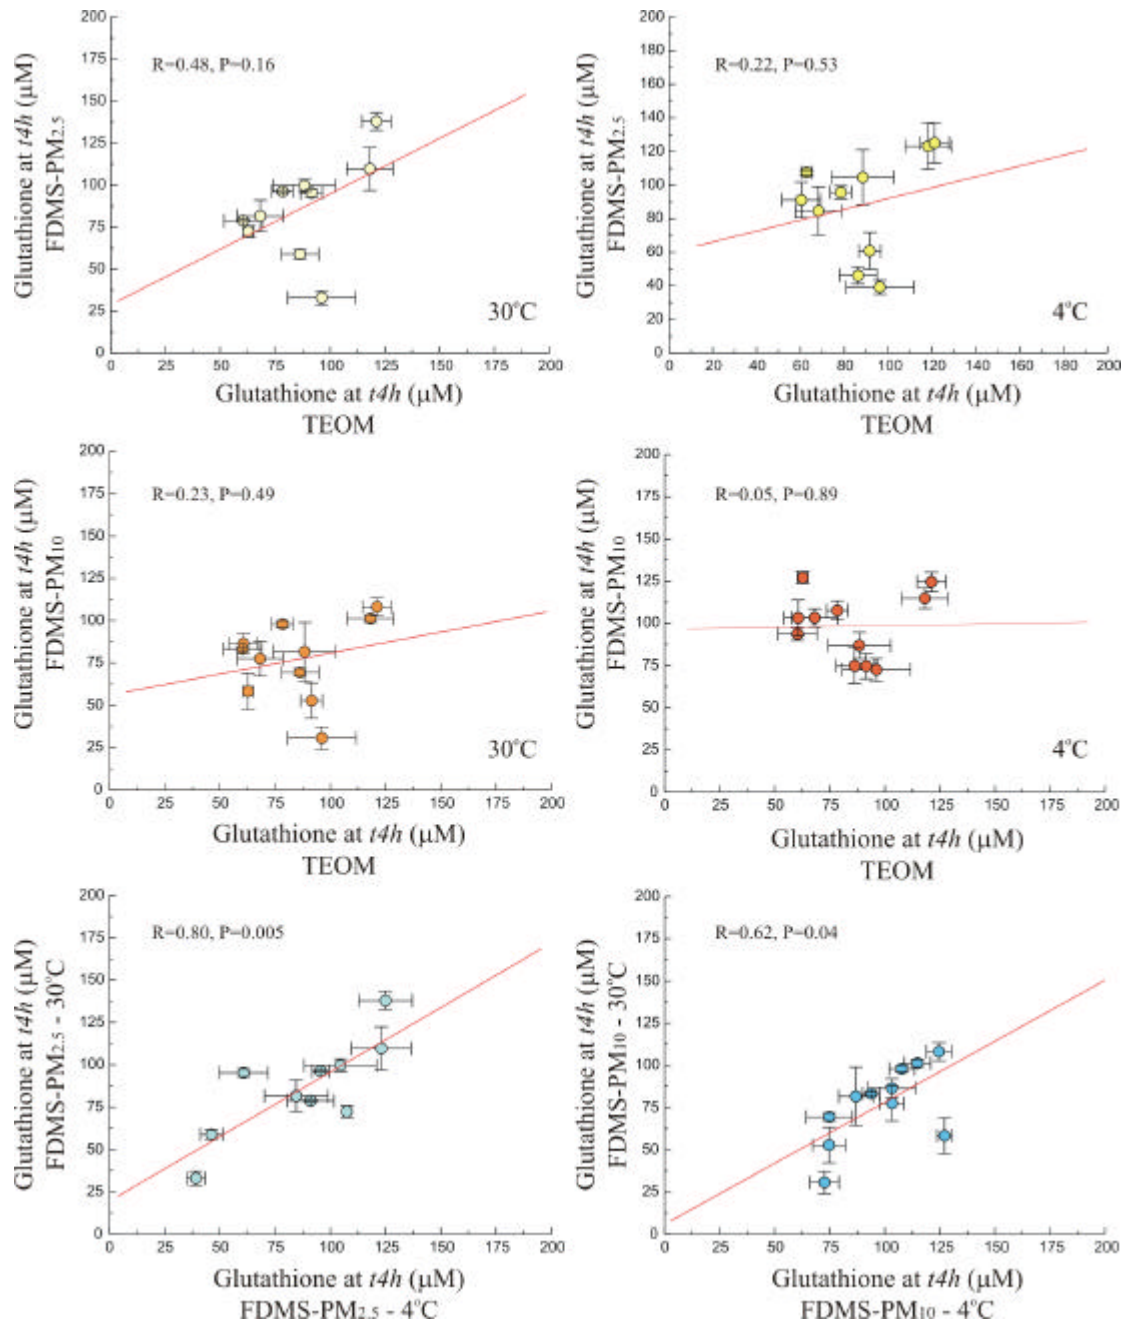 Glutathione at t4h (μM)
FDMS-PM2.5
200
175
150
125
100
75
50
25
0
R=0.48, P=0.16
30°C
0 25 50 75 100 125 150 175 200
Glutathione at t4h (μM)
TEOM
Glutathione at t4h (μM)
FDMS-PM2.5
200
180
160
140
120
100
80
60
40
20
0
R=0.22, P=0.53
4°C
0 20 40 60 80 100 120 140 160 180 200
Glutathione at t4h (μM)
TEOM
Glutathione at t4h (μM)
FDMS-PM10
200
175
150
125
100
75
50
25
0
R=0.23, P=0.49
30°C
0 25 50 75 100 125 150 175 200
Glutathione at t4h (μM)
TEOM
Glutathione at t4h (μM)
FDMS-PM10
200
175
150
125
100
75
50
25
0
R=0.05, P=0.89
4°C
0 25 50 75 100 125 150 175 200
Glutathione at t4h (μM)
TEOM
Glutathione at t4h (μM)
FDMS-PM2.5 - 30°C
200
175
150
125
100
75
50
25
0
R=0.80, P=0.005
0 25 50 75 100 125 150 175 200
Glutathione at t4h (μM)
FDMS-PM2.5 - 4°C
Glutathione at t4h (μM)
FDMS-PM10 - 30°C
200
175
150
125
100
75
50
25
0
R=0.62, P=0.04
0 25 50 75 100 125 150 175 200
Glutathione at t4h (μM)
FDMS-PM10 - 4°C